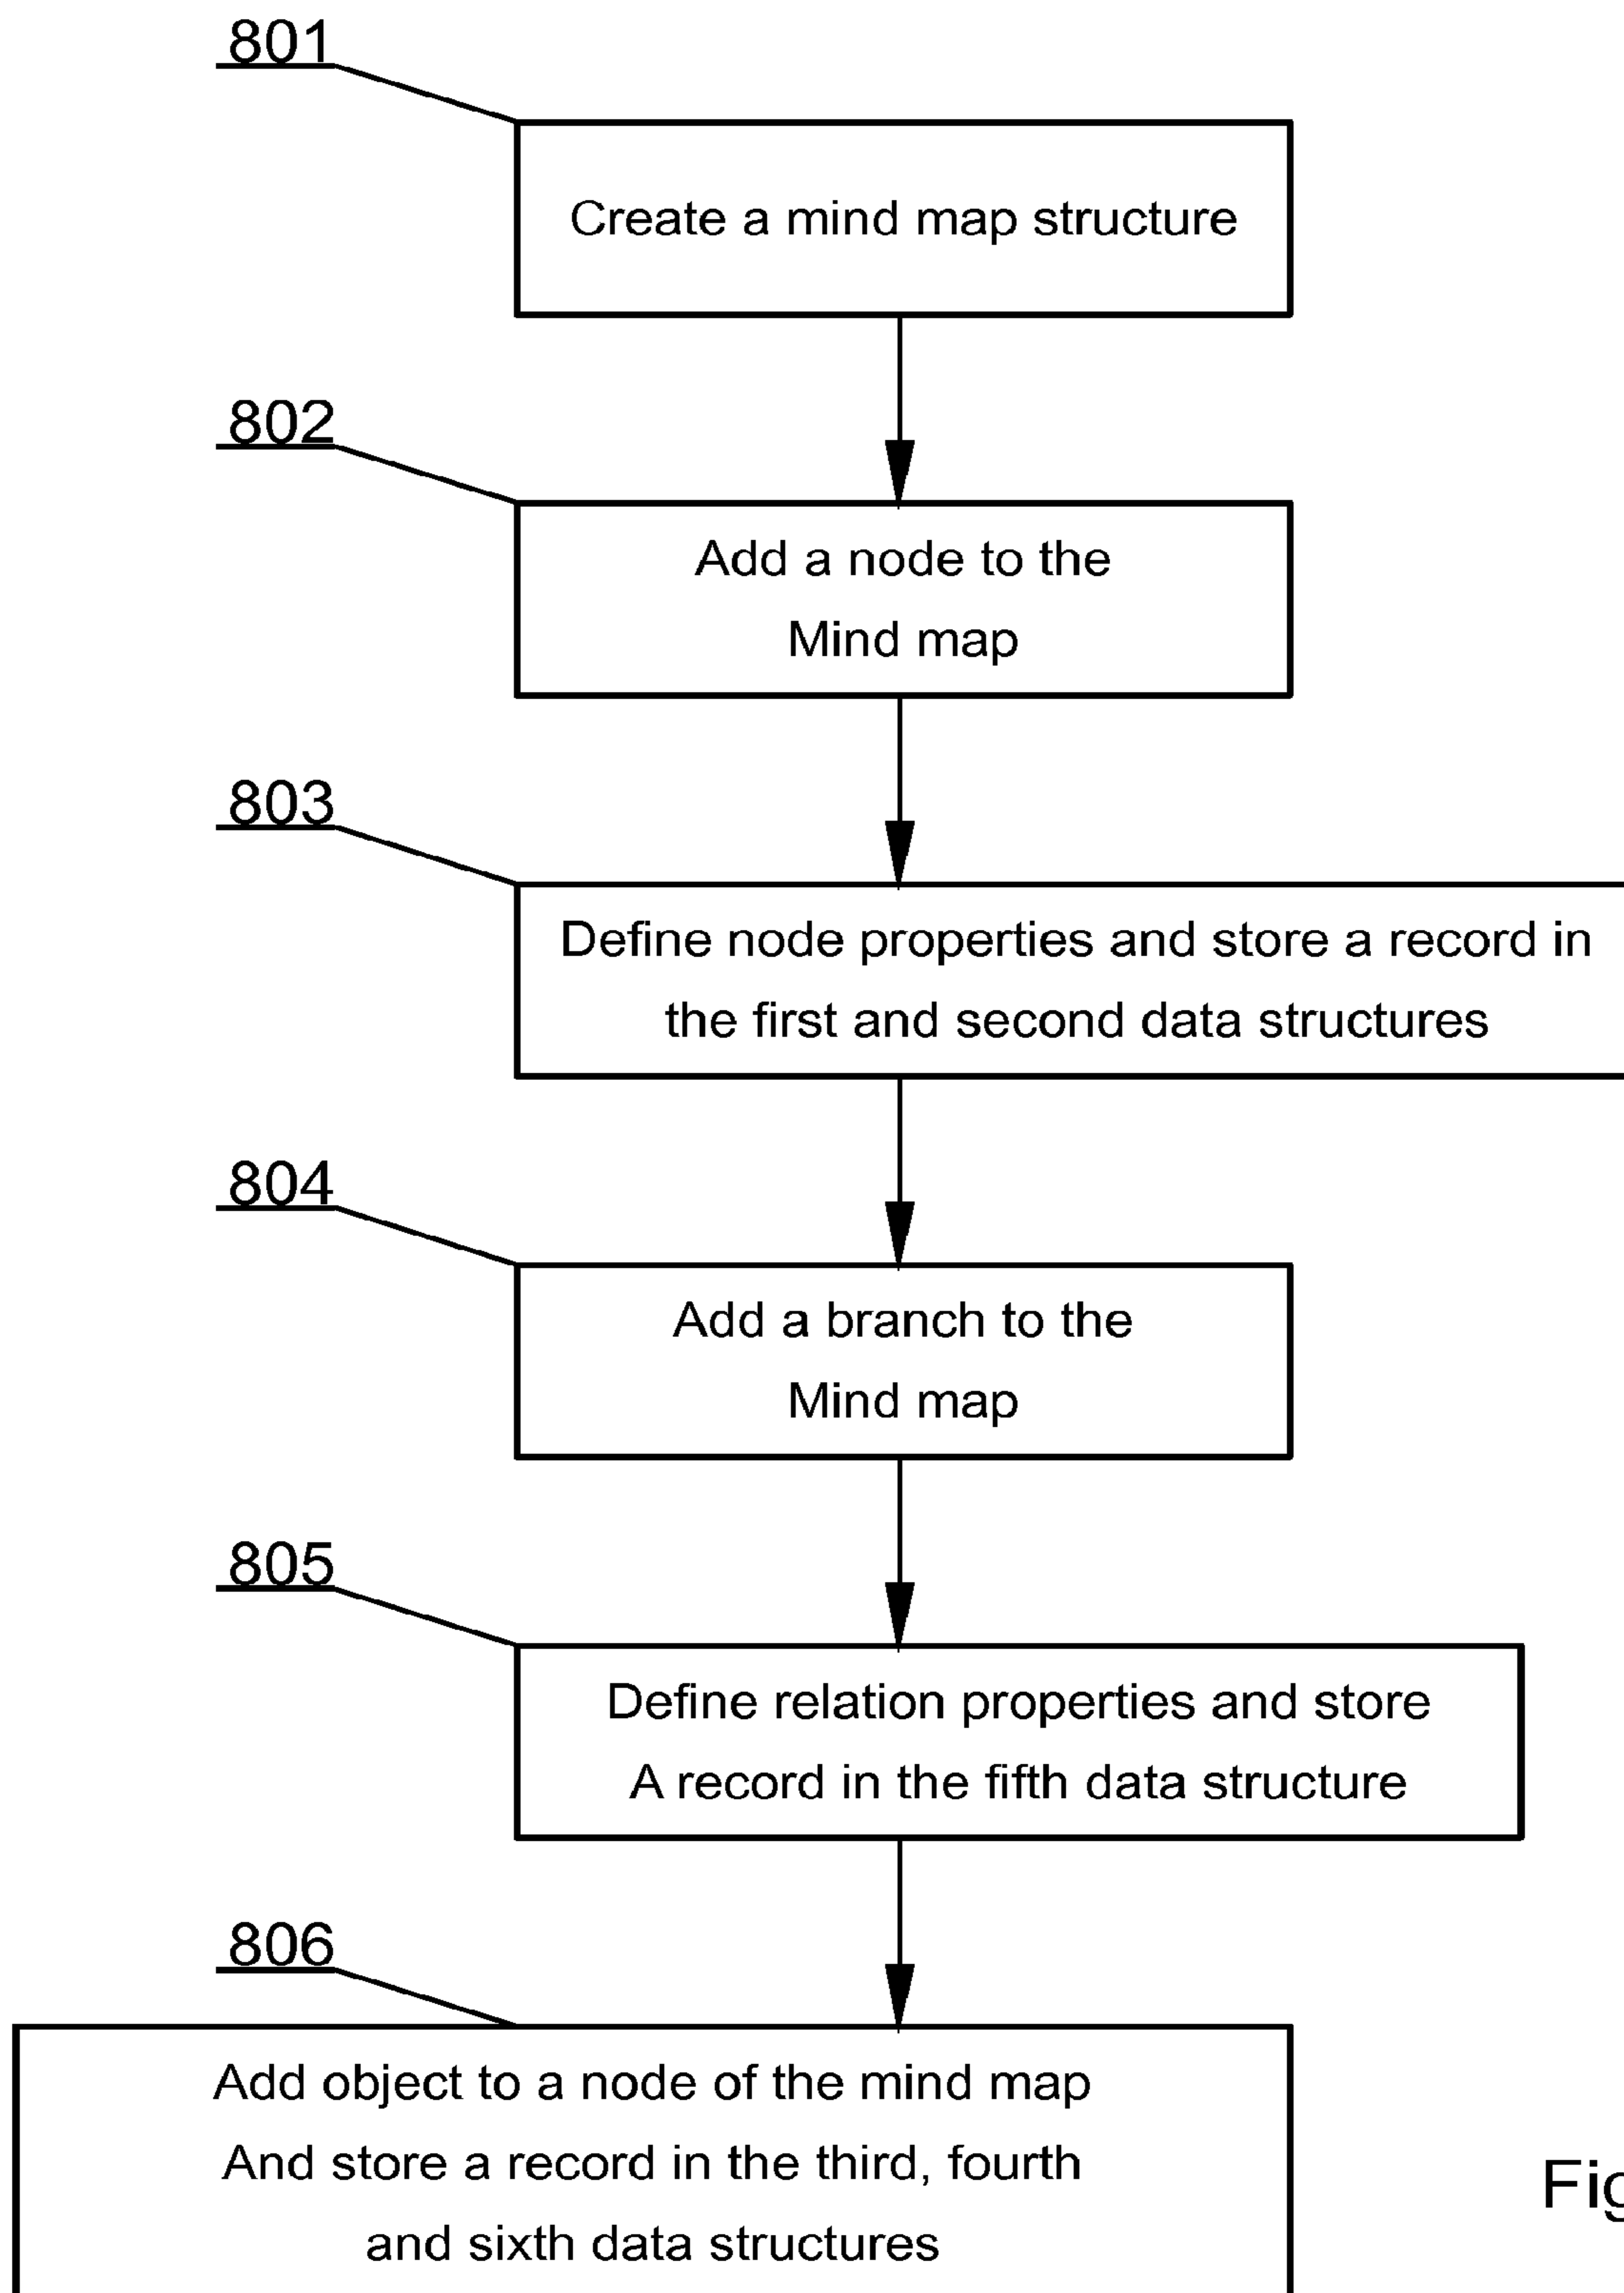 801
Create a mind map structure
802
Add a node to the
Mind map
803
Define node properties and store a record in
the first and second data structures
804
Add a branch to the
Mind map
805
Define relation properties and store
A record in the fifth data structure
806
Add object to a node of the mind map
And store a record in the third, fourth
and sixth data structures